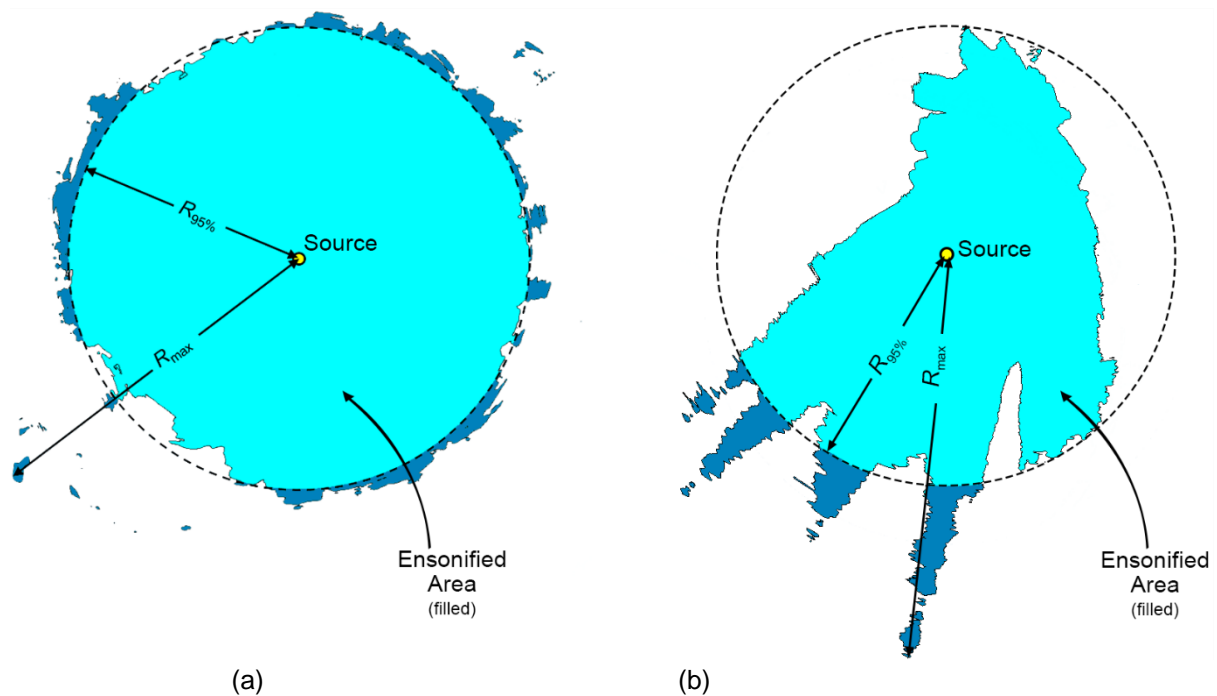 R95%
Source
Rmax
Ensonified
Area
(filled)
(a)
R95%
Source
Rmax
Ensonified
Area
(filled)
(b)